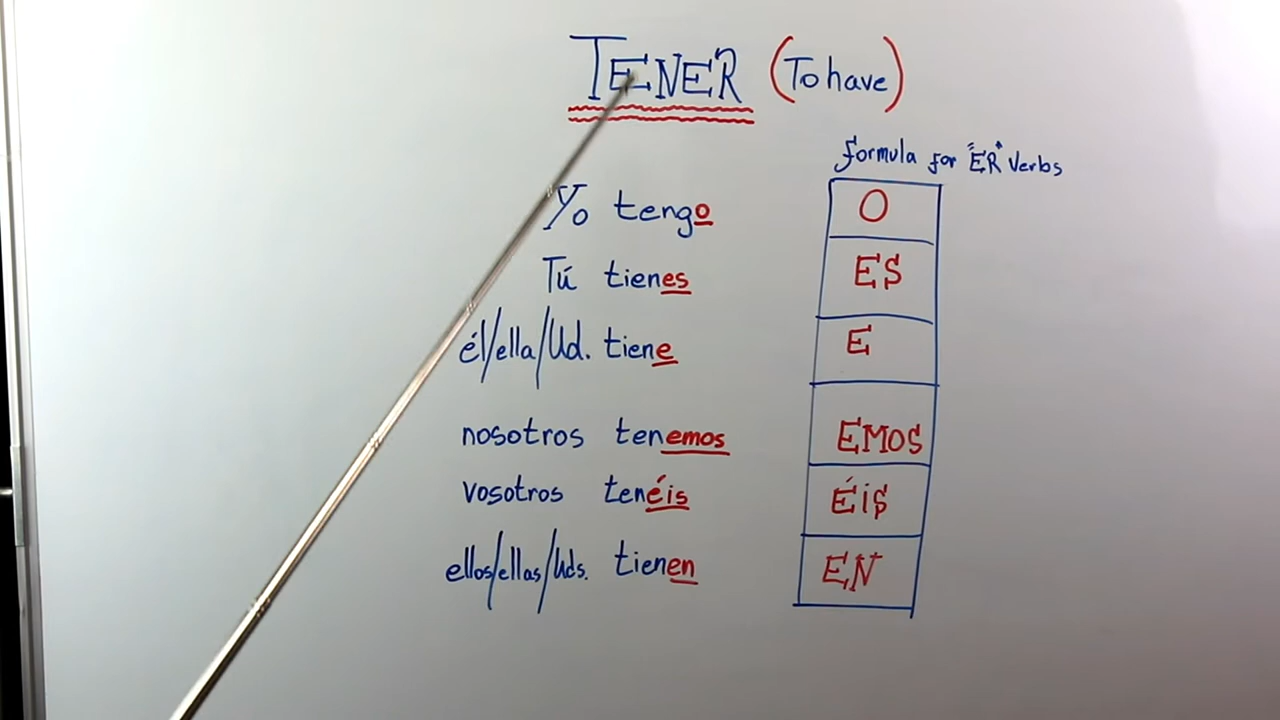 TENER (To have)
formula for "ER" Verbs
Yo tengo
O
Tú tienes
ES
él/ella/Ud. tiene
E
nosotros tenemos
EMOS
vosotros tenéis
ÉiS
ellos/ellas/Uds. tienen
EN